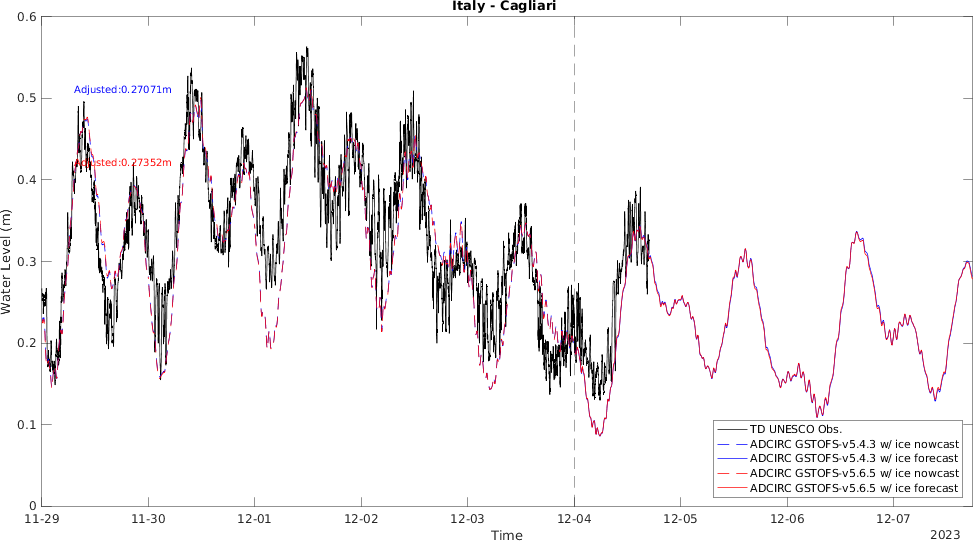 Italy - Cagliari
0.6
0.5
0.4
0.3
0.2
0.1
0
Water Level (m)
Adjusted:0.27071m
Adjusted:0.27352m
TD UNESCO Obs.
ADCIRC GSTOFS-v5.4.3 w/ ice nowcast
ADCIRC GSTOFS-v5.4.3 w/ ice forecast
ADCIRC GSTOFS-v5.6.5 w/ ice nowcast
ADCIRC GSTOFS-v5.6.5 w/ ice forecast
11-29 11-30 12-01 12-02 12-03 12-04 12-05 12-06 12-07
Time
2023